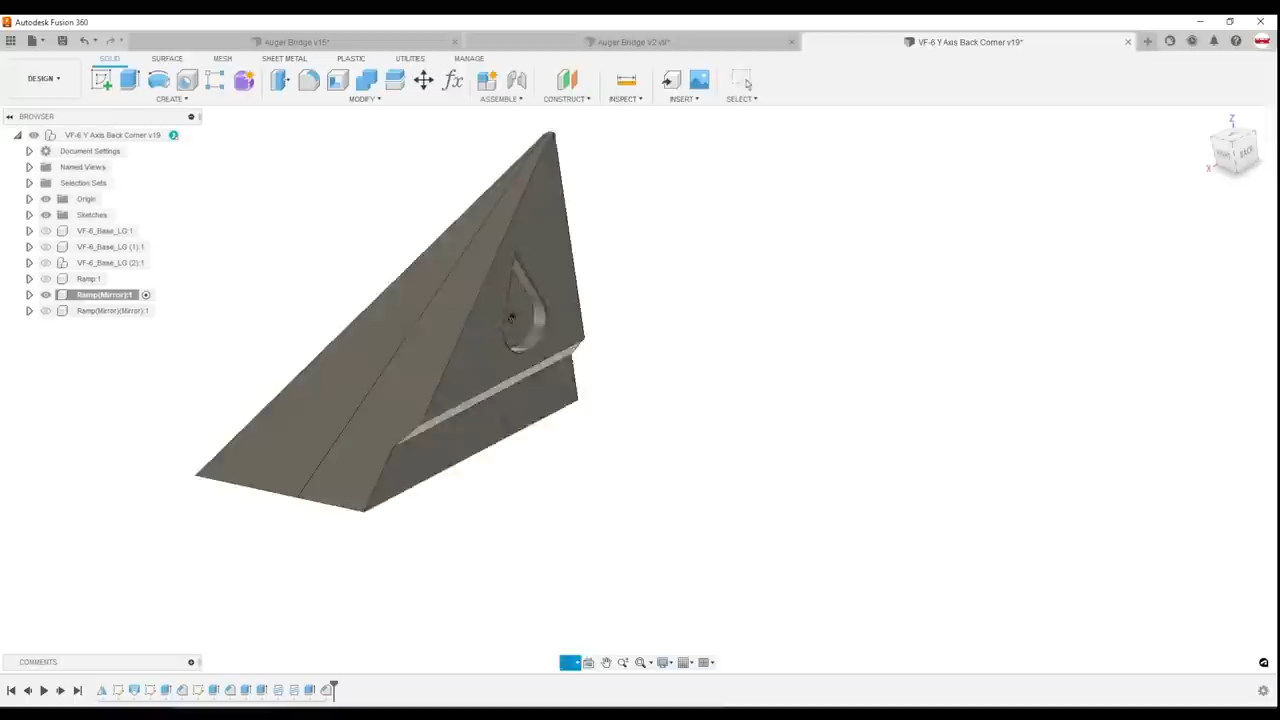 Autodesk Fusion 360
Auger Bridge v15*
Auger Bridge V2 v9*
VF-6 Y Axis Back Corner v19*
DESIGN
SOLID
SURFACE
MESH
SHEET METAL
PLASTIC
UTILITIES
MANAGE
CREATE
MODIFY
ASSEMBLE
CONSTRUCT
INSPECT
INSERT
SELECT
BROWSER
VF-6 Y Axis Back Corner v19
Document Settings
Named Views
Selection Sets
Origin
Sketches
VF-6_Base_LG:1
VF-6_Base_LG (1):1
VF-6_Base_LG (2):1
Ramp:1
Ramp(Mirror):1
Ramp(Mirror)(Mirror):1
Z
BACK
X
COMMENTS